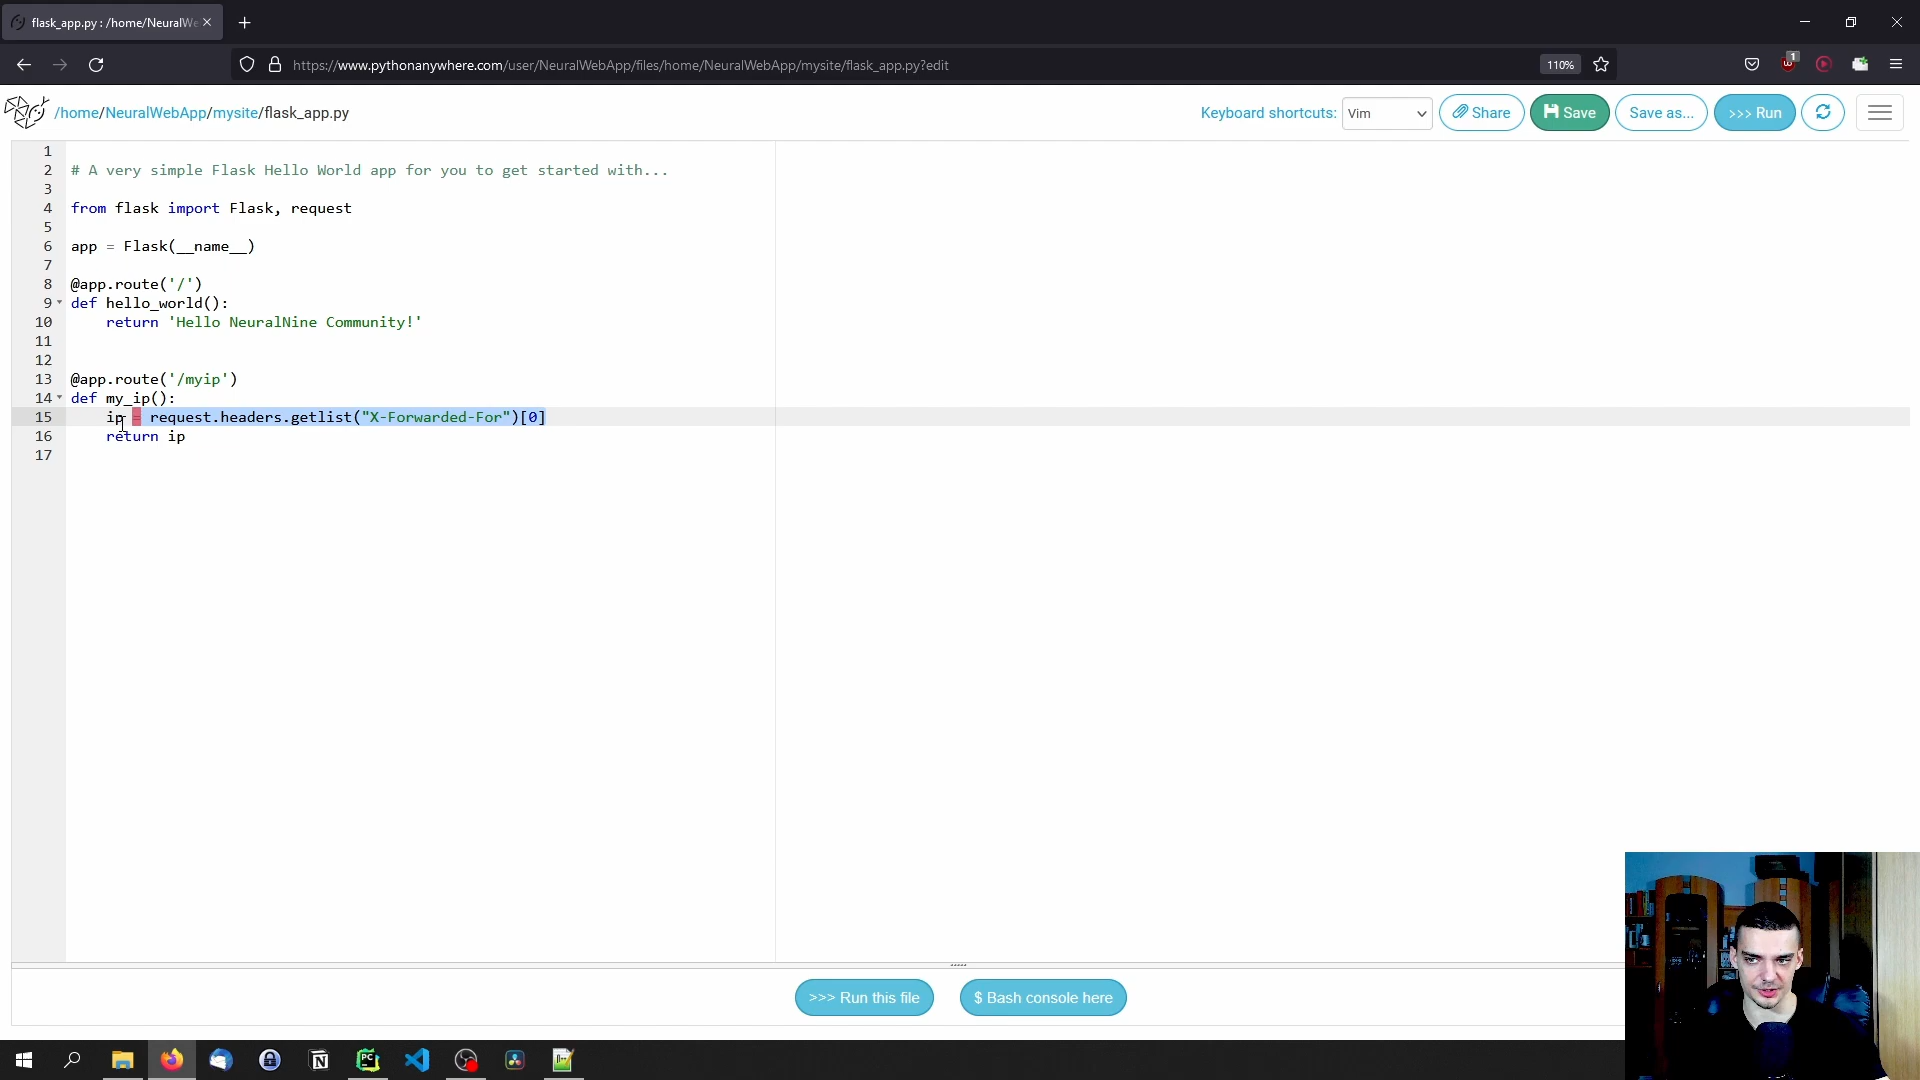 flask_app.py : /home/NeuralWe
https://www.pythonanywhere.com/user/NeuralWebApp/files/home/NeuralWebApp/mysite/flask_app.py?edit
110%
1
/home/NeuralWebApp/mysite/flask_app.py
Keyboard shortcuts:
Vim
Share
Save
Save as...
>>> Run
1
2 # A very simple Flask Hello World app for you to get started with...
3
4 from flask import Flask, request
5
6 app = Flask(__name__)
7
8 @app.route('/')
9 def hello_world():
10 return 'Hello NeuralNine Community!'
11
12
13 @app.route('/myip')
14 def my_ip():
15 ip = request.headers.getlist("X-Forwarded-For")[0]
16 return ip
17
>>> Run this file
$ Bash console here